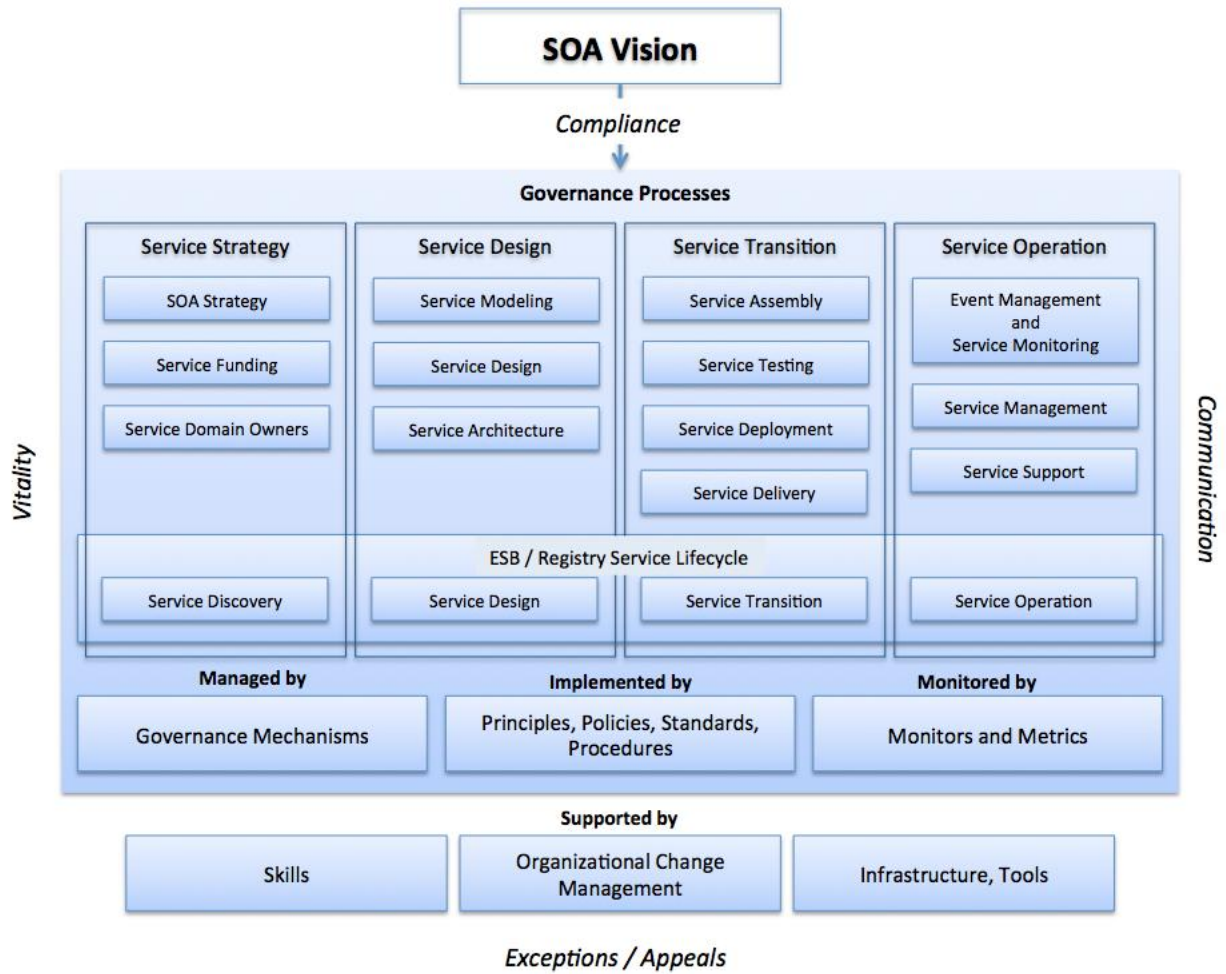 SOA Vision
Compliance
Governance Processes
Service Strategy
SOA Strategy
Service Funding
Service Domain Owners
Service Design
Service Modeling
Service Design
Service Architecture
Service Transition
Service Assembly
Service Testing
Service Deployment
Service Delivery
Service Operation
Event Management
and
Service Monitoring
Service Management
Service Support
Vitality
Communication
ESB / Registry Service Lifecycle
Service Discovery
Service Design
Service Transition
Service Operation
Managed by
Governance Mechanisms
Implemented by
Principles, Policies, Standards,
Procedures
Monitored by
Monitors and Metrics
Supported by
Skills
Organizational Change
Management
Infrastructure, Tools
Exceptions / Appeals